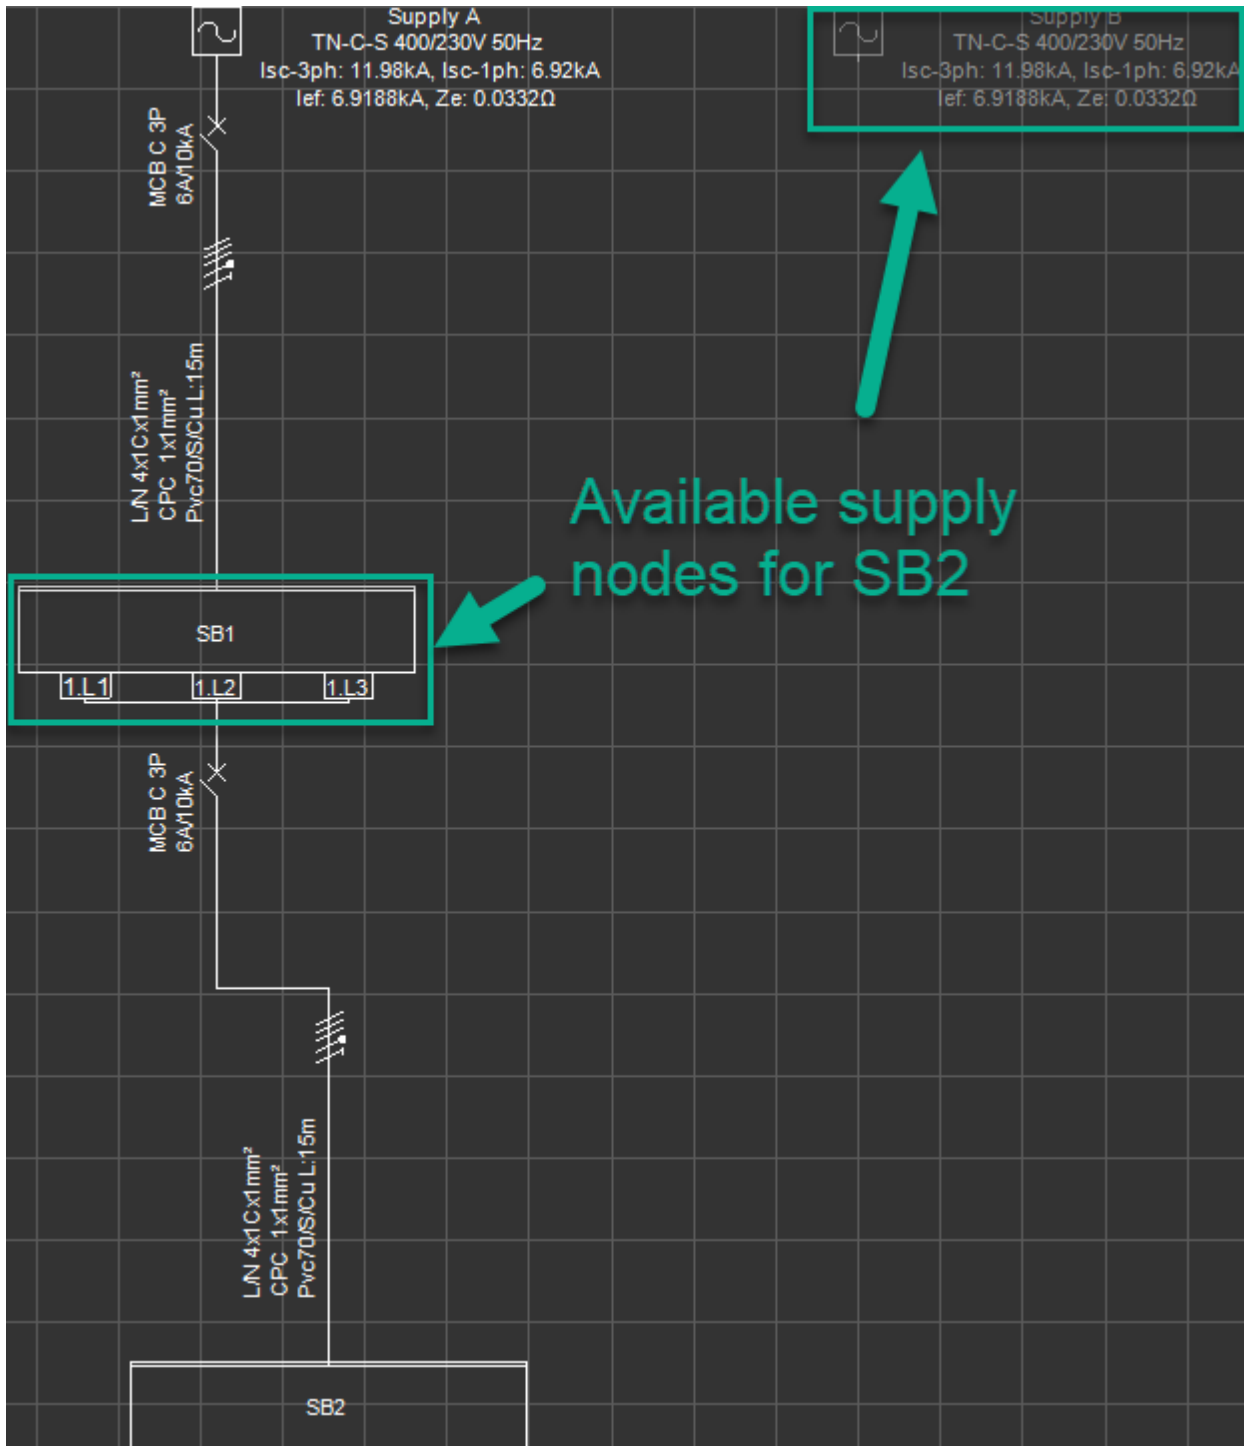 Supply A
TN-C-S 400/230V 50Hz
Isc-3ph: 11.98kA, Isc-1ph: 6.92kA
Ief: 6.9188kA, Ze: 0.0332Ω
Supply B
TN-C-S 400/230V 50Hz
Isc-3ph: 11.98kA, Isc-1ph: 6.92kA
Ief: 6.9188kA, Ze: 0.0332Ω
MCB C 3P
6A/10kA
L/N 4x1Cx1mm²
CPC 1x1mm²
Pvc70/S/Cu L:15m
Available supply
nodes for SB2
SB1
1.L1
1.L2
1.L3
MCB C 3P
6A/10kA
L/N 4x1Cx1mm²
CPC 1x1mm²
Pvc70/S/Cu L:15m
SB2